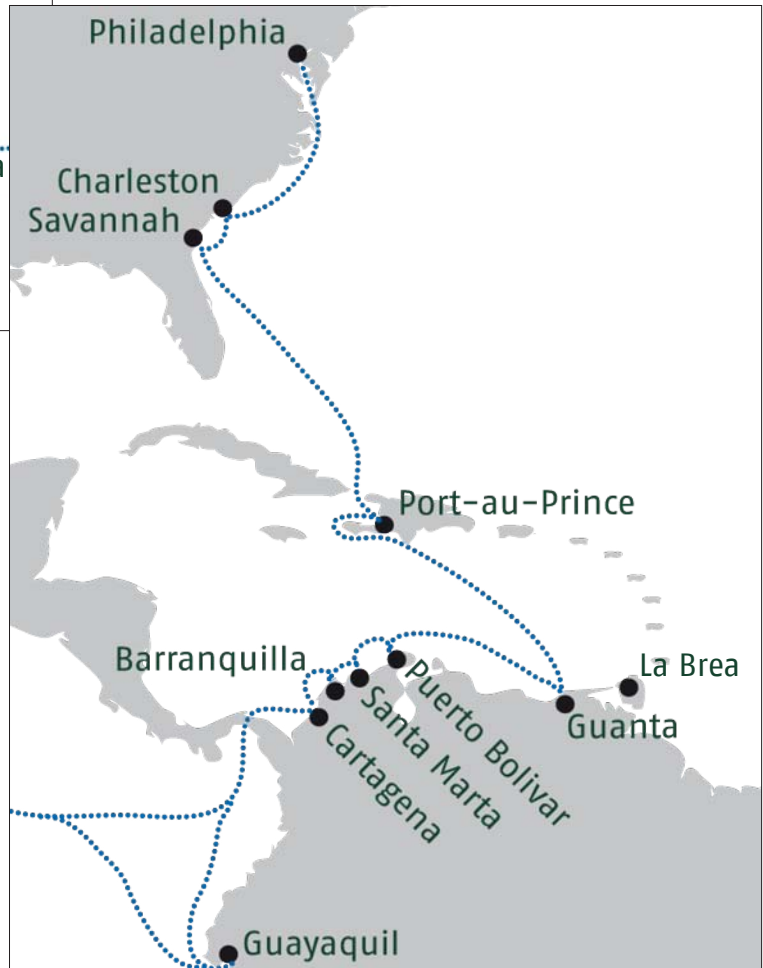 Philadelphia
Charleston
Savannah
Port-au-Prince
Barranquilla
La Brea
Puerto Bolivar
Guanta
Santa Marta
Cartagena
Guayaquil